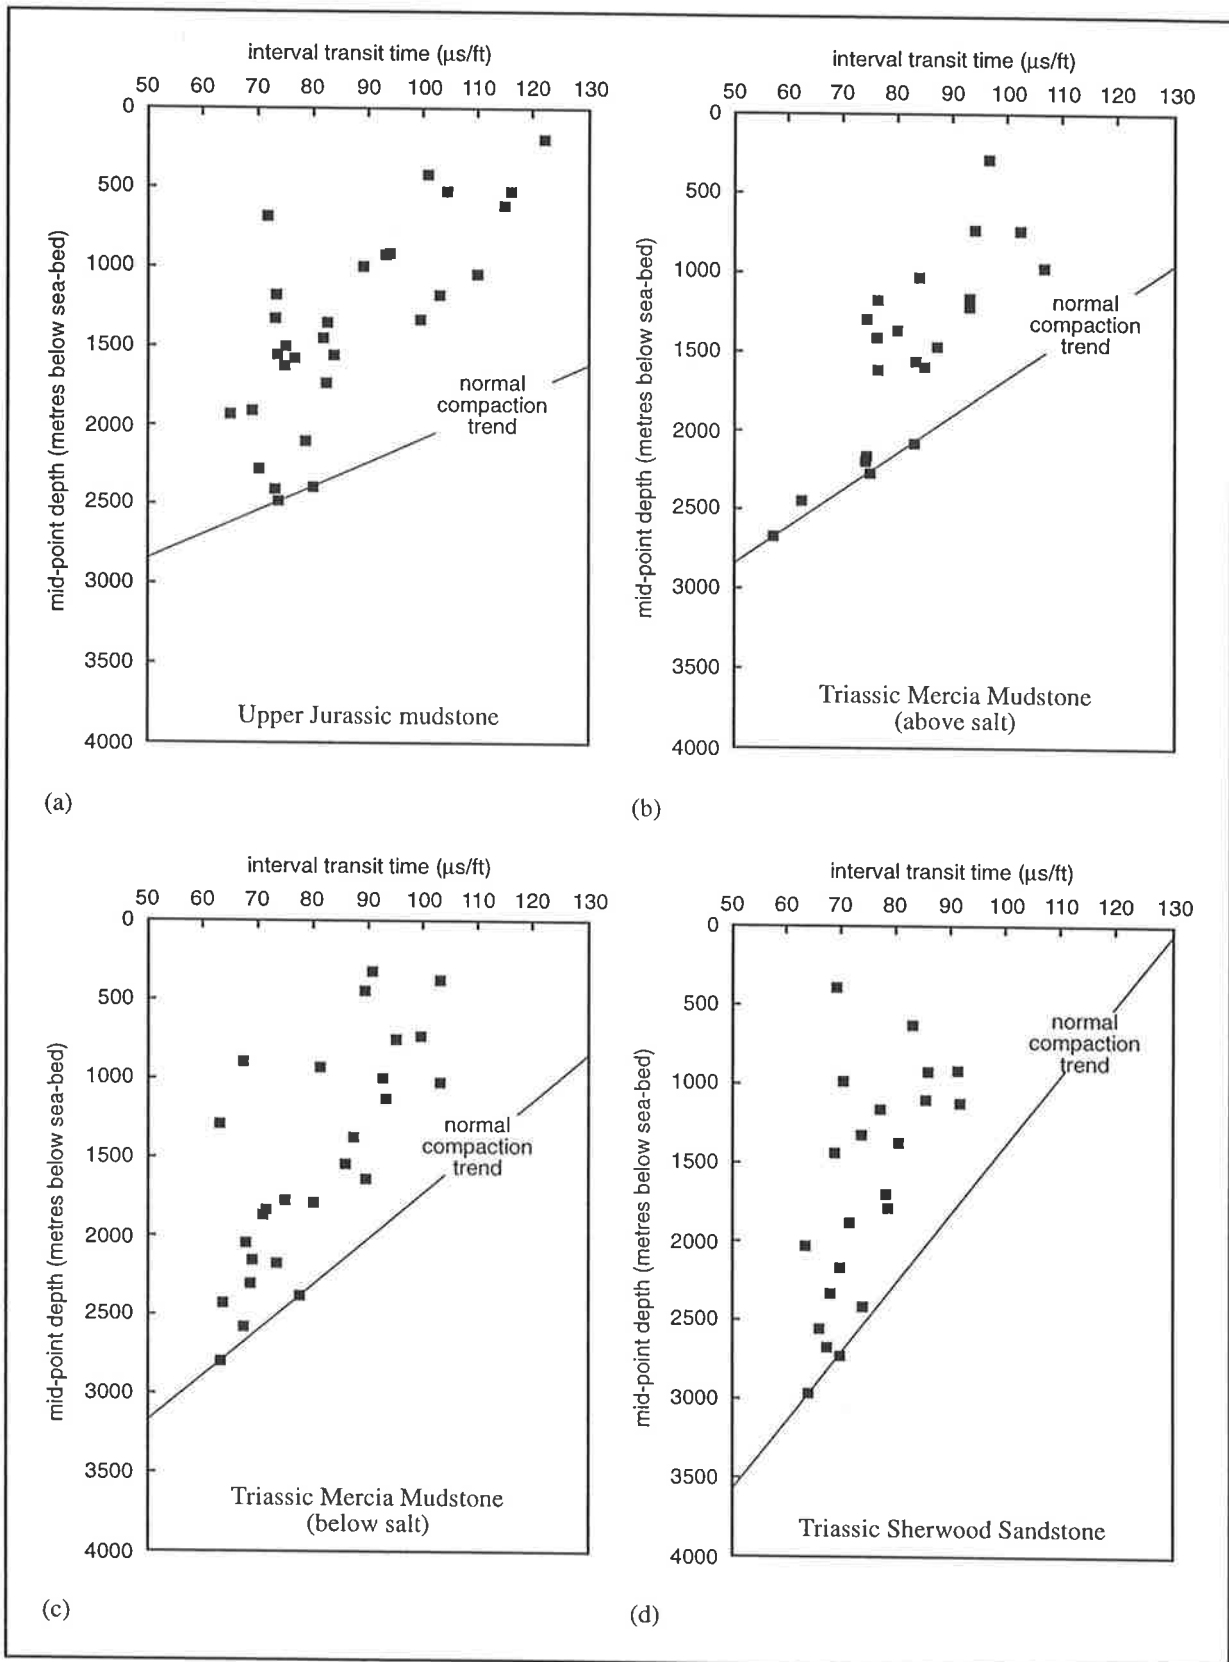 interval transit time (µs/ft)
50 60 70 80 90 100 110 120 130
0
500
1000
1500
2000
2500
3000
3500
4000
mid-point depth (metres below sea-bed)
normal
compaction
trend
Upper Jurassic mudstone
(a)
interval transit time (µs/ft)
50 60 70 80 90 100 110 120 130
0
500
1000
1500
2000
2500
3000
3500
4000
mid-point depth (metres below sea-bed)
normal
compaction
trend
Triassic Mercia Mudstone
(above salt)
(b)
interval transit time (µs/ft)
50 60 70 80 90 100 110 120 130
0
500
1000
1500
2000
2500
3000
3500
4000
mid-point depth (metres below sea-bed)
normal
compaction
trend
Triassic Mercia Mudstone
(below salt)
(c)
interval transit time (µs/ft)
50 60 70 80 90 100 110 120 130
0
500
1000
1500
2000
2500
3000
3500
4000
mid-point depth (metres below sea-bed)
normal
compaction
trend
Triassic Sherwood Sandstone
(d)